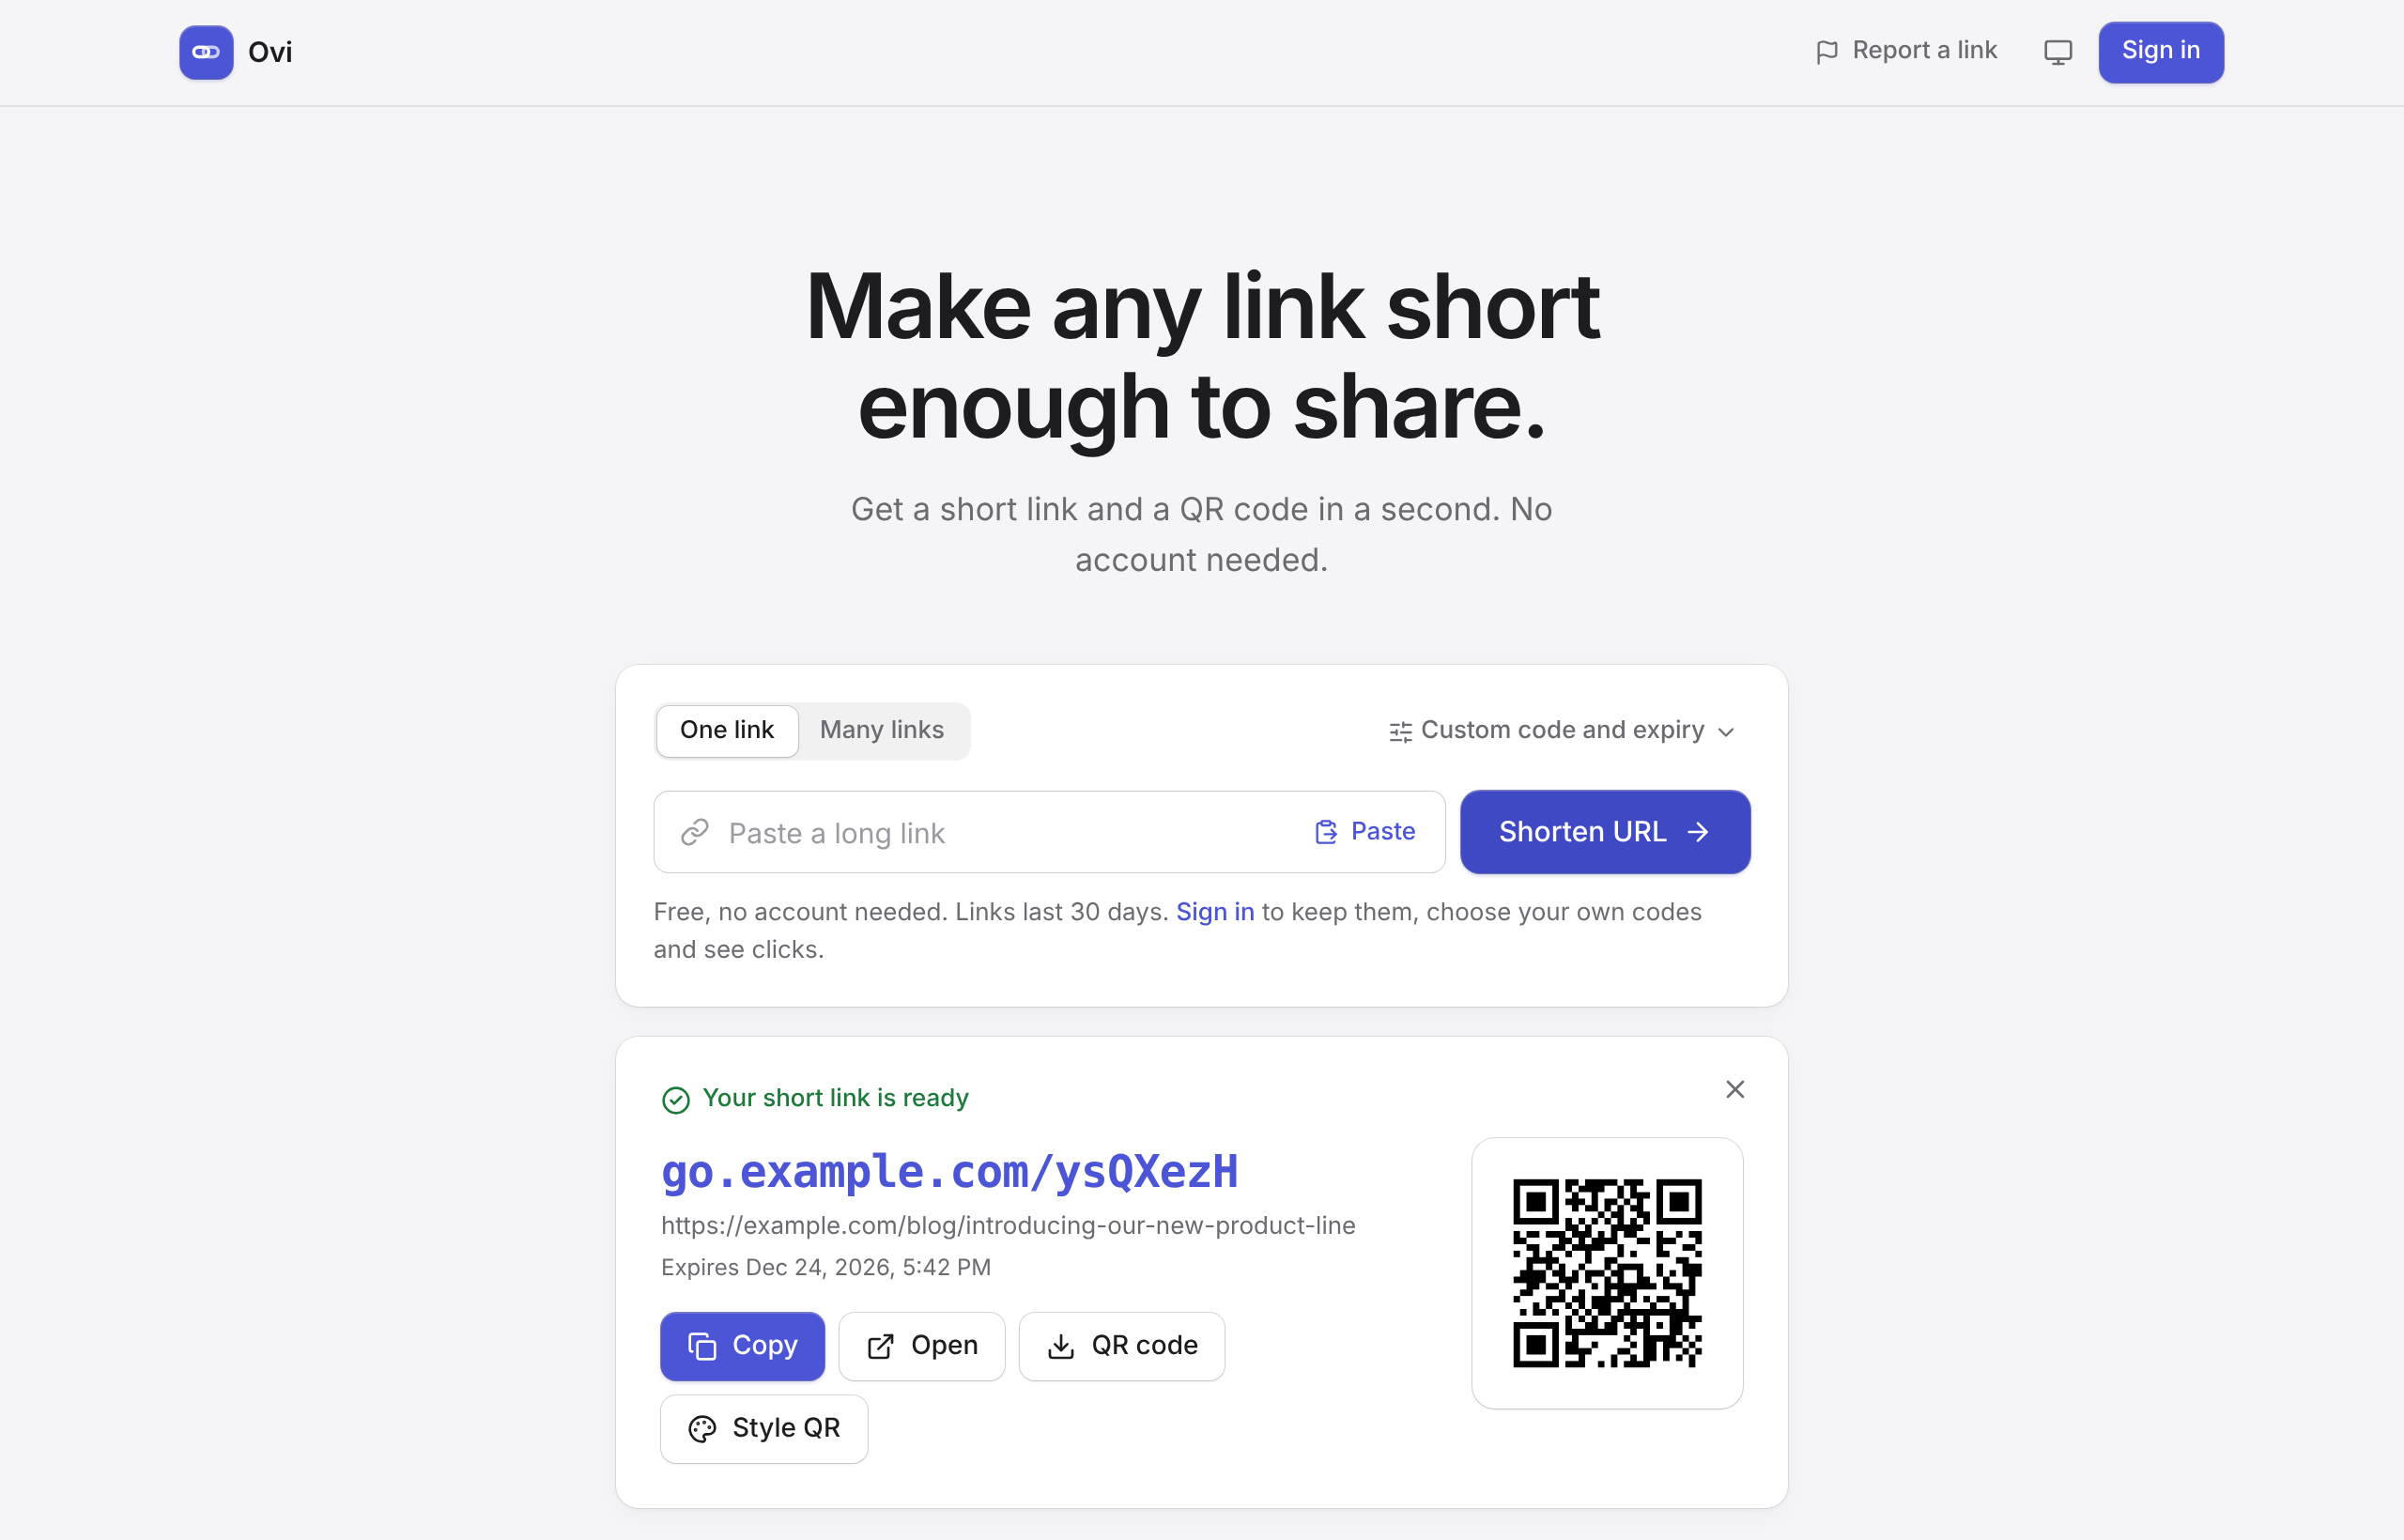 Ovi
Report a link
Sign in
Make any link short
enough to share.
Get a short link and a QR code in a second. No
account needed.
One link
Many links
Custom code and expiry
Paste a long link
Paste
Shorten URL
Free, no account needed. Links last 30 days. Sign in to keep them, choose your own codes
and see clicks.
Your short link is ready
go.example.com/ysQXezH
https://example.com/blog/introducing-our-new-product-line
Expires Dec 24, 2026, 5:42 PM
Copy
Open
QR code
Style QR